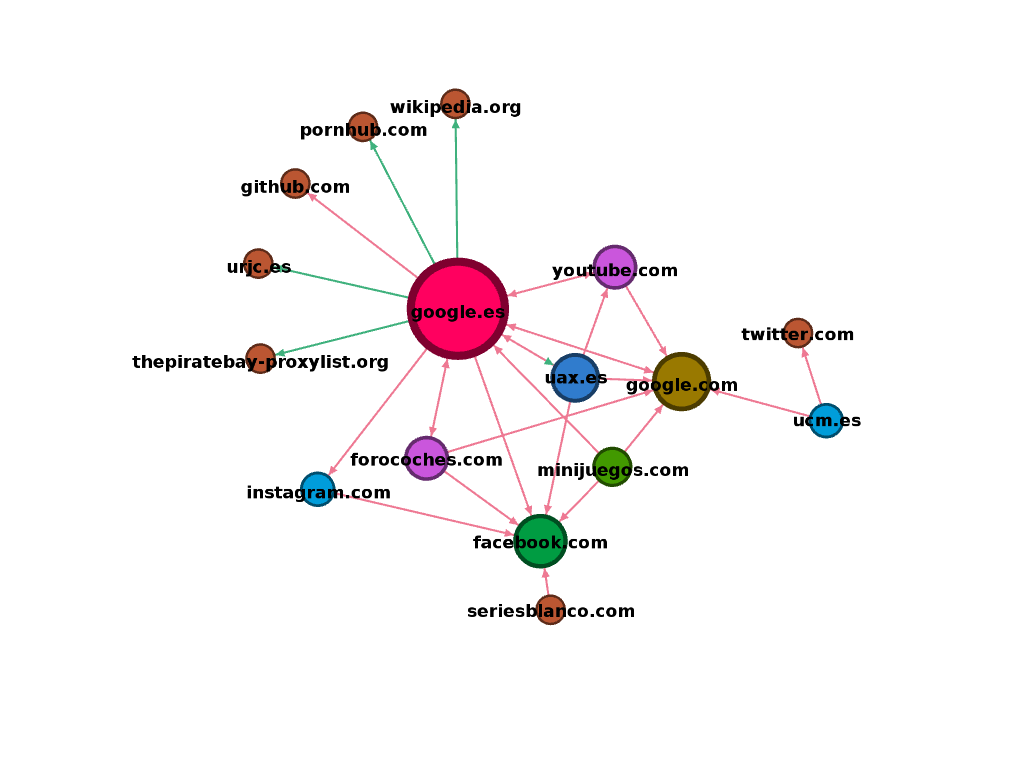 wikipedia.org
pornhub.com
github.com
urjc.es
youtube.com
google.es
twitter.com
thepiratebay-proxylist.org
uax.es
google.com
ucm.es
forocoches.com
minijuegos.com
instagram.com
facebook.com
seriesblanco.com